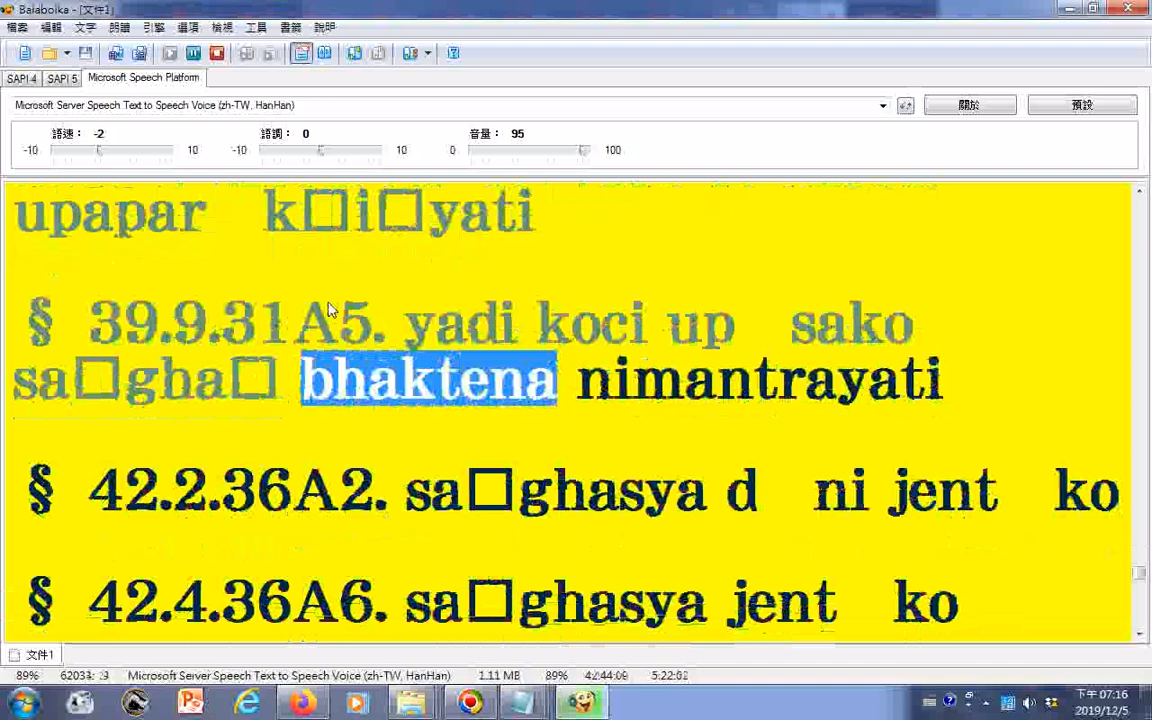 Balabolka - [文件1]
檔案 編輯 文字 朗讀 引擎 選項 檢視 工具 書籤 說明
SAPI 4 SAPI 5 Microsoft Speech Platform
Microsoft Server Speech Text to Speech Voice (zh-TW, HanHan) 關於 預設
語速： -2 語調： 0 音量： 95
-10 10 -10 10 0 100
upapar k□i□yati
§ 39.9.31A5. yadi koci up sako
sa□gha□ bhaktena nimantrayati
§ 42.2.36A2. sa□ghasya d ni jent ko
§ 42.4.36A6. sa□ghasya jent ko
文件1
89% Microsoft Server Speech Text to Speech Voice (zh-TW, HanHan) 1.11 MB 89% 4:44:09 5:22:02
下午 07:16
2019/12/5